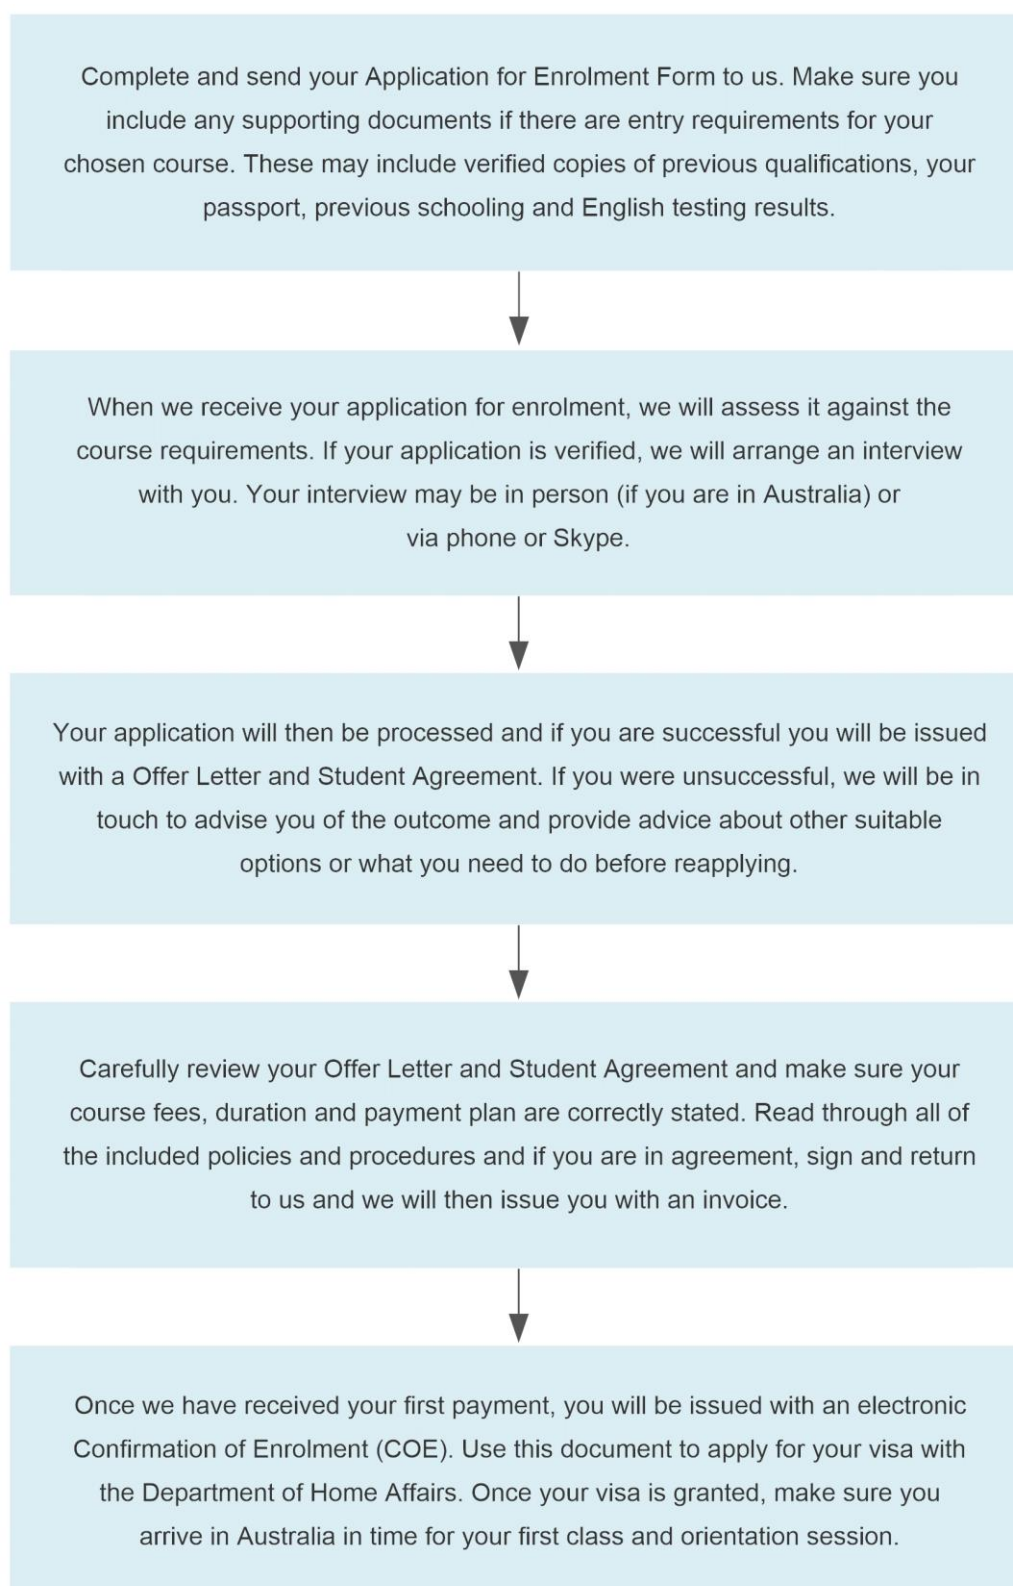 Complete and send your Application for Enrolment Form to us. Make sure you
include any supporting documents if there are entry requirements for your
chosen course. These may include verified copies of previous qualifications, your
passport, previous schooling and English testing results.
When we receive your application for enrolment, we will assess it against the
course requirements. If your application is verified, we will arrange an interview
with you. Your interview may be in person (if you are in Australia) or
via phone or Skype.
Your application will then be processed and if you are successful you will be issued
with a Offer Letter and Student Agreement. If you were unsuccessful, we will be in
touch to advise you of the outcome and provide advice about other suitable
options or what you need to do before reapplying.
Carefully review your Offer Letter and Student Agreement and make sure your
course fees, duration and payment plan are correctly stated. Read through all of
the included policies and procedures and if you are in agreement, sign and return
to us and we will then issue you with an invoice.
Once we have received your first payment, you will be issued with an electronic
Confirmation of Enrolment (COE). Use this document to apply for your visa with
the Department of Home Affairs. Once your visa is granted, make sure you
arrive in Australia in time for your first class and orientation session.